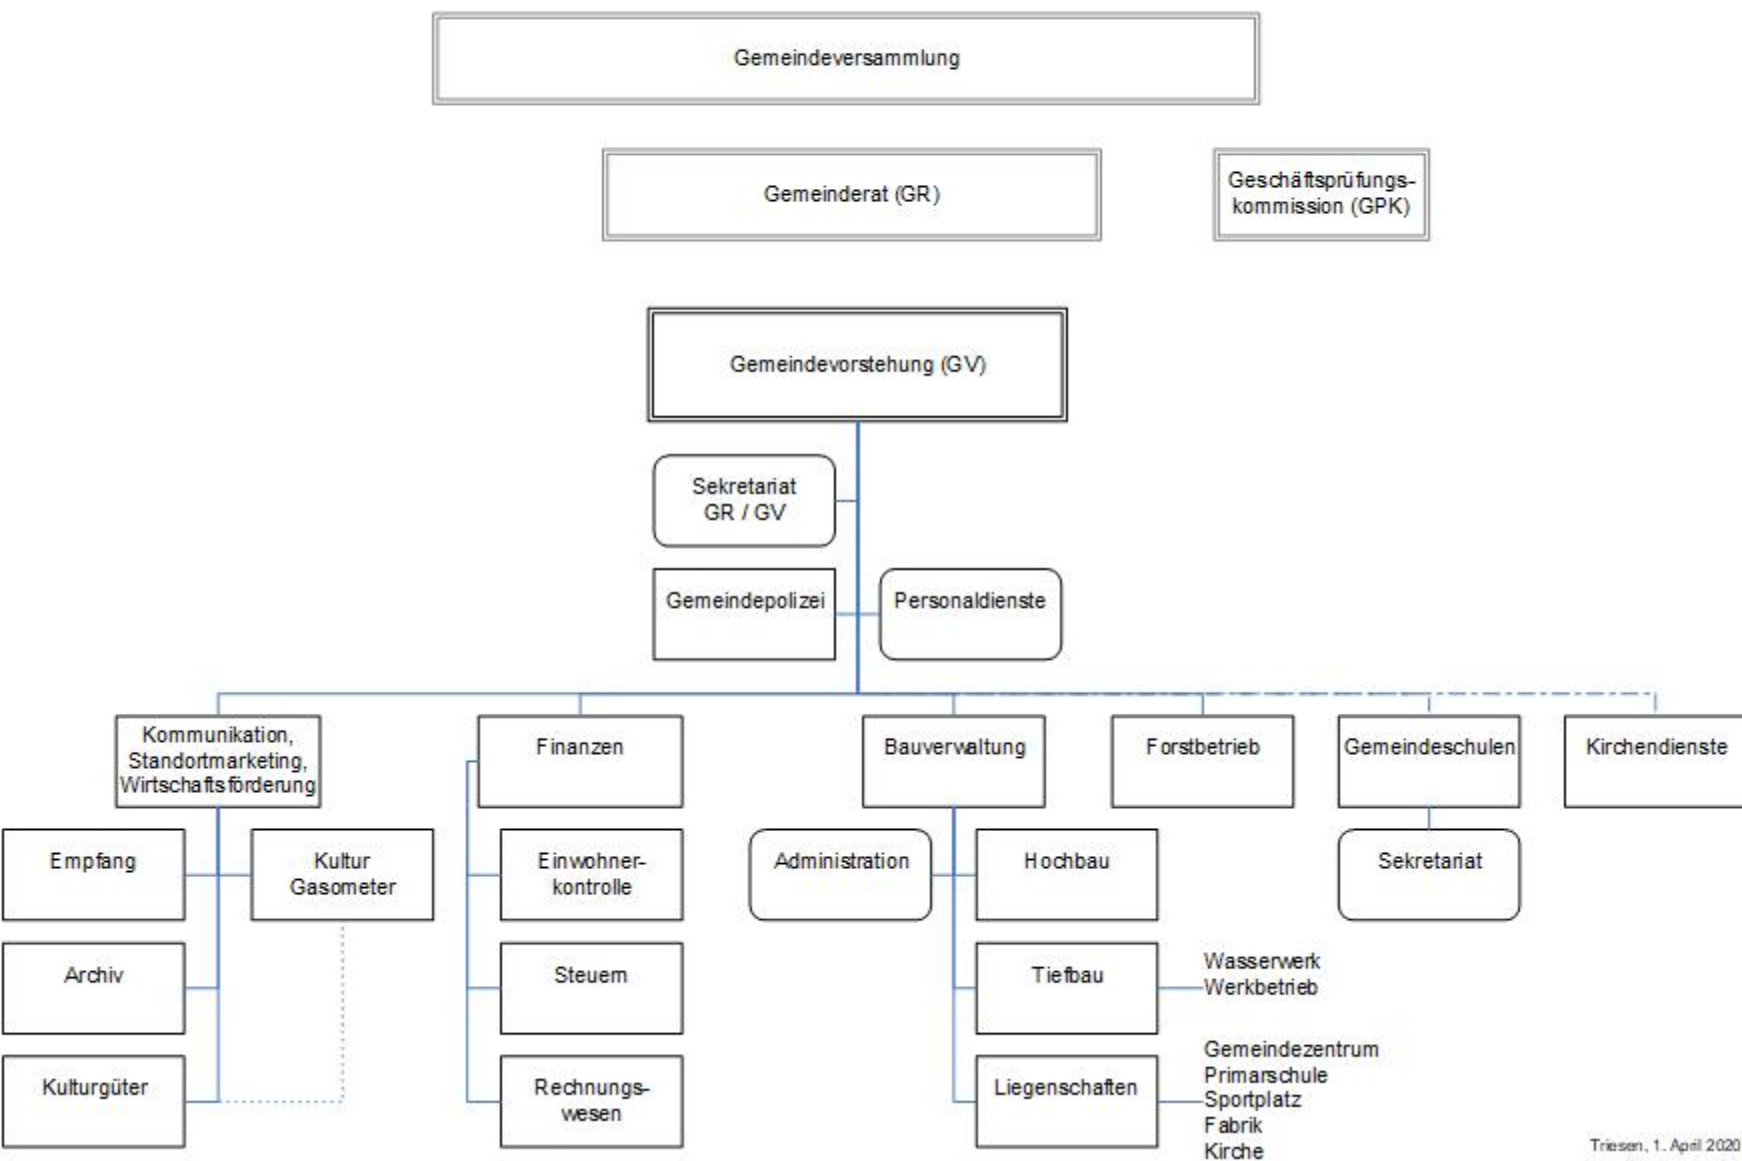 Gemeindeversammlung
Gemeinderat (GR)
Geschäftsprüfungs-
kommission (GPK)
Gemeindevorstehung (GV)
Sekretariat
GR / GV
Gemeindepolizei
Personaldienste
Kommunikation,
Standortmarketing,
Wirtschaftsförderung
Finanzen
Bauverwaltung
Forstbetrieb
Gemeindeschulen
Kirchendienste
Empfang
Kultur
Gasometer
Einwohner-
kontrolle
Administration
Hochbau
Sekretariat
Archiv
Steuern
Tiefbau
Wasserwerk
Werkbetrieb
Kulturgüter
Rechnungs-
wesen
Liegenschaften
Gemeindezentrum
Primarschule
Sportplatz
Fabrik
Kirche
Triesen, 1. April 2020